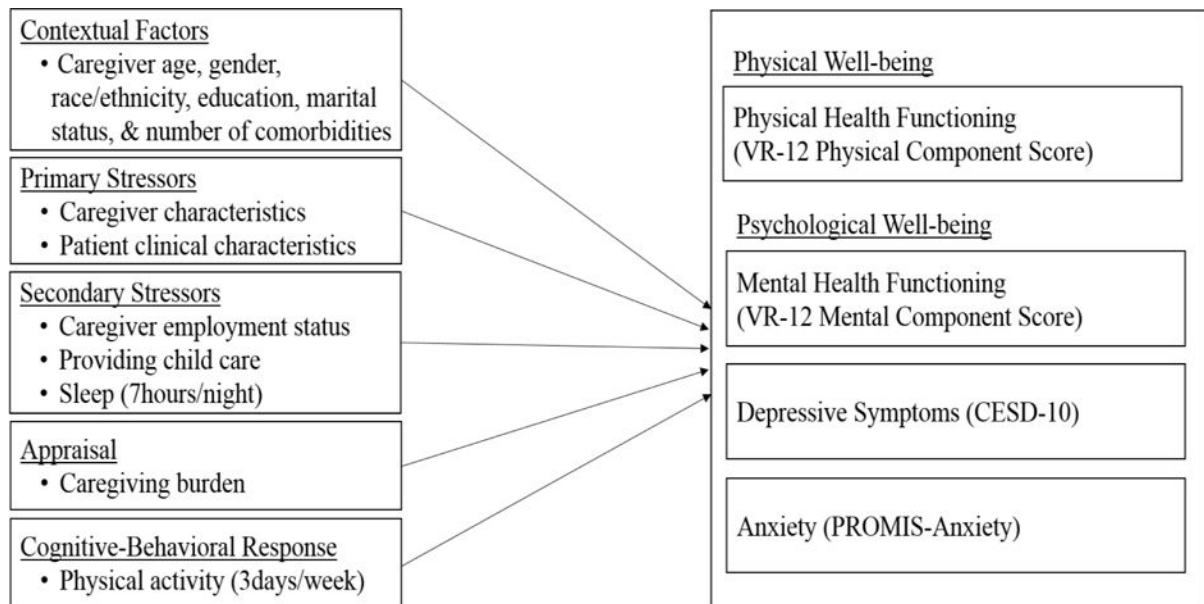 Contextual Factors
• Caregiver age, gender,
race/ethnicity, education, marital
status, & number of comorbidities
Primary Stressors
• Caregiver characteristics
• Patient clinical characteristics
Secondary Stressors
• Caregiver employment status
• Providing child care
• Sleep (7hours/night)
Appraisal
• Caregiving burden
Cognitive-Behavioral Response
• Physical activity (3days/week)
Physical Well-being
Physical Health Functioning
(VR-12 Physical Component Score)
Psychological Well-being
Mental Health Functioning
(VR-12 Mental Component Score)
Depressive Symptoms (CESD-10)
Anxiety (PROMIS-Anxiety)